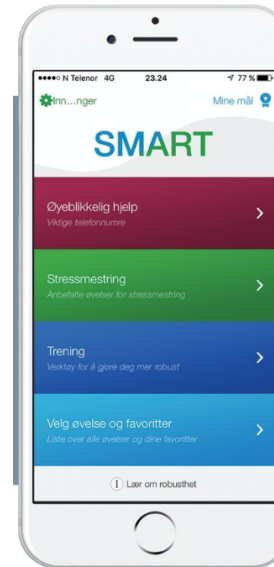 N Telenor 4G 23.24 77 %
Inn...nger Mine mål
SMART
Øyeblikkelig hjelp
Viktige telefonnumre
Stressmestring
Anbefalte øvelser for stressmestring
Trening
Verktøy for å gjøre deg mer robust
Velg øvelse og favoritter
Liste over alle øvelser og dine favoritter
i Lær om robusthet